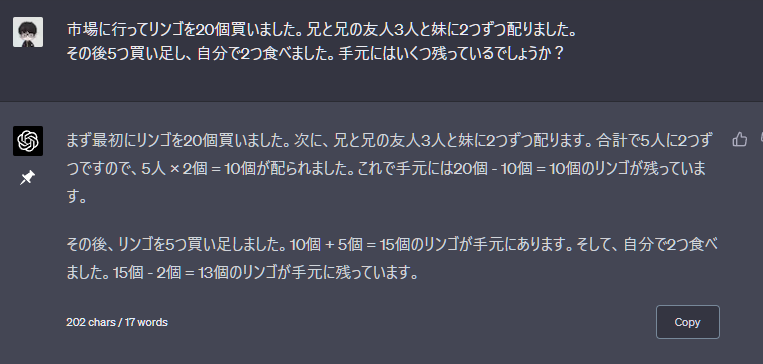 市場に行ってリンゴを20個買いました。兄と兄の友人3人と妹に2つずつ配りました。
その後5つ買い足し、自分で2つ食べました。手元にはいくつ残っているでしょうか？
まず最初にリンゴを20個買いました。次に、兄と兄の友人3人と妹に2つずつ配ります。合計で5人に2つず
つですので、5人 × 2個 = 10個が配られました。これで手元には20個 - 10個 = 10個のリンゴが残っていま
す。
その後、リンゴを5つ買い足しました。10個 + 5個 = 15個のリンゴが手元にあります。そして、自分で2つ食べ
ました。15個 - 2個 = 13個のリンゴが手元に残っています。
202 chars / 17 words
Copy